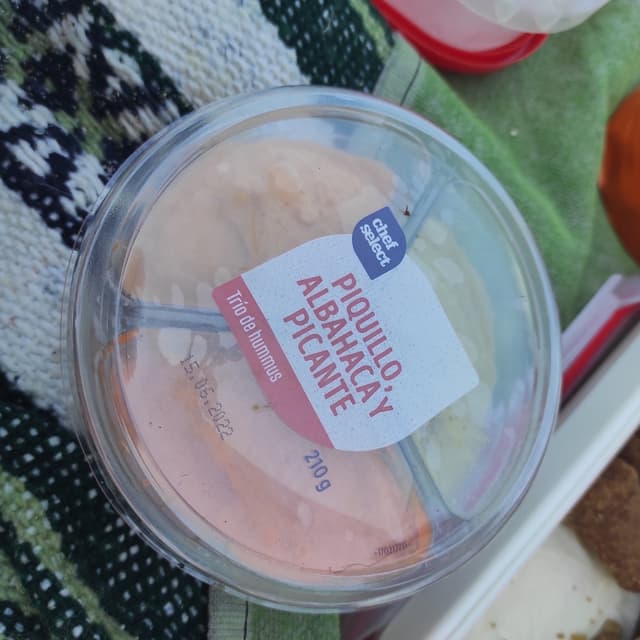 chef
select
PIQUILLO,
ALBAHACA Y
PICANTE
Trío de hummus
15.06.2022
210 g